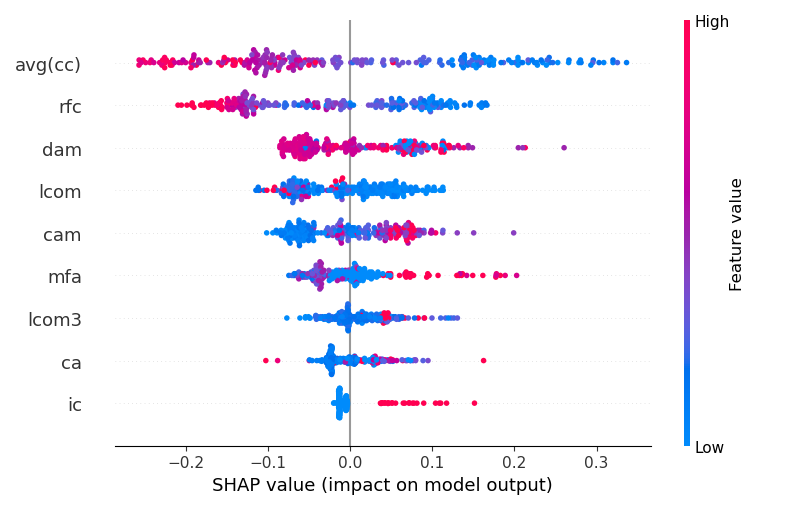 High
avg(cc)
rfc
dam
lcom
cam
mfa
lcom3
ca
ic
Feature value
Low
−0.2 −0.1 0.0 0.1 0.2 0.3
SHAP value (impact on model output)